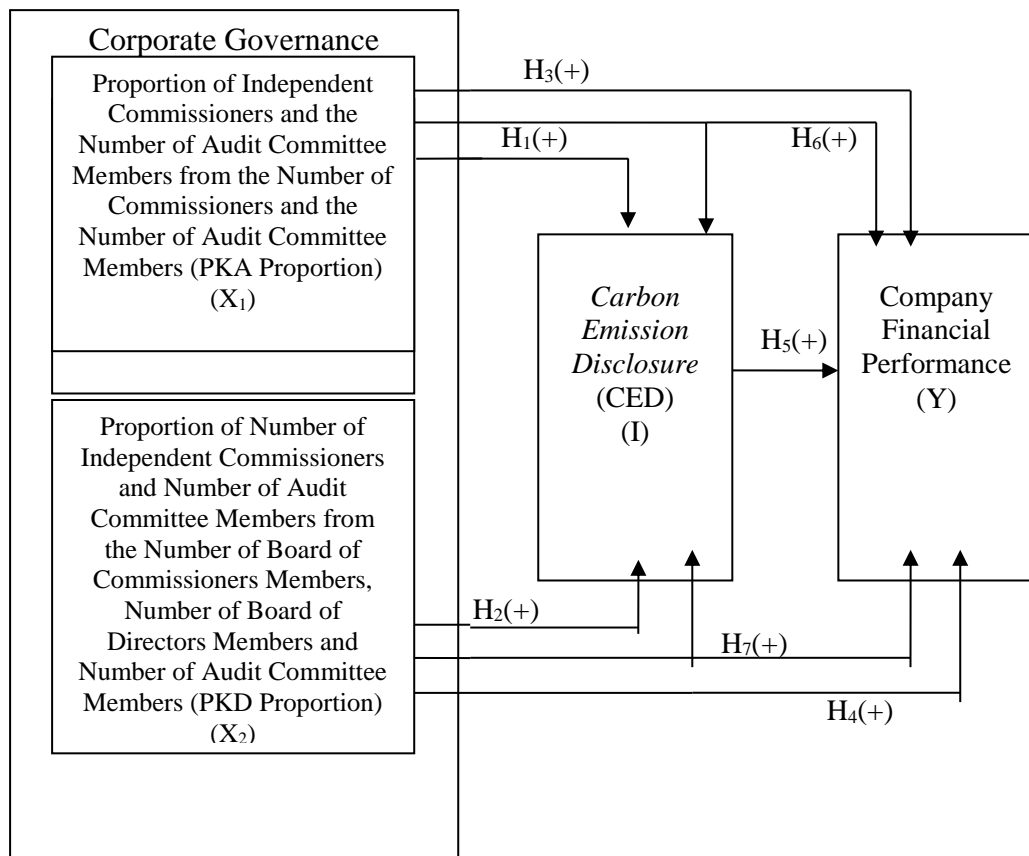 Corporate Governance
Proportion of Independent
Commissioners and the
Number of Audit Committee
Members from the Number of
Commissioners and the
Number of Audit Committee
Members (PKA Proportion)
(X₁)
Proportion of Number of
Independent Commissioners
and Number of Audit
Committee Members from
the Number of Board of
Commissioners Members,
Number of Board of
Directors Members and
Number of Audit Committee
Members (PKD Proportion)
(X₂)
H₃(+)
H₁(+)
H₆(+)
Carbon
Emission
Disclosure
(CED)
(I)
H₅(+)
Company
Financial
Performance
(Y)
H₂(+)
H₇(+)
H₄(+)